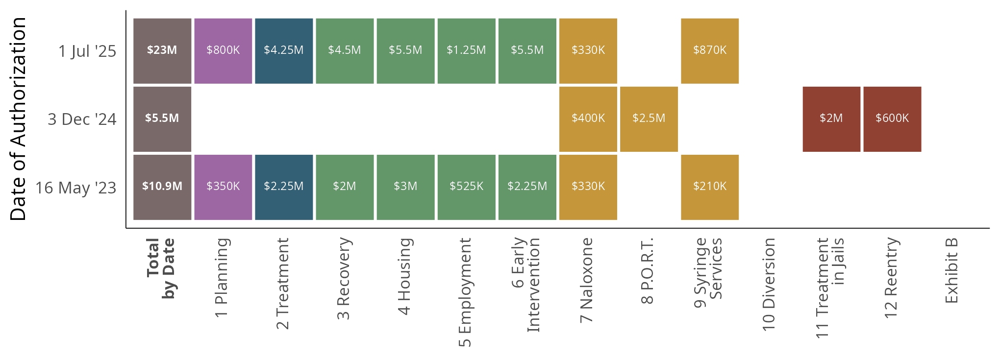 Date of Authorization
1 Jul '25
$23M $800K $4.25M $4.5M $5.5M $1.25M $5.5M $330K $870K
3 Dec '24
$5.5M $400K $2.5M $2M $600K
16 May '23
$10.9M $350K $2.25M $2M $3M $525K $2.25M $330K $210K
Total
by Date
1 Planning
2 Treatment
3 Recovery
4 Housing
5 Employment
6 Early
Intervention
7 Naloxone
8 P.O.R.T.
9 Syringe
Services
10 Diversion
11 Treatment
in Jails
12 Reentry
Exhibit B